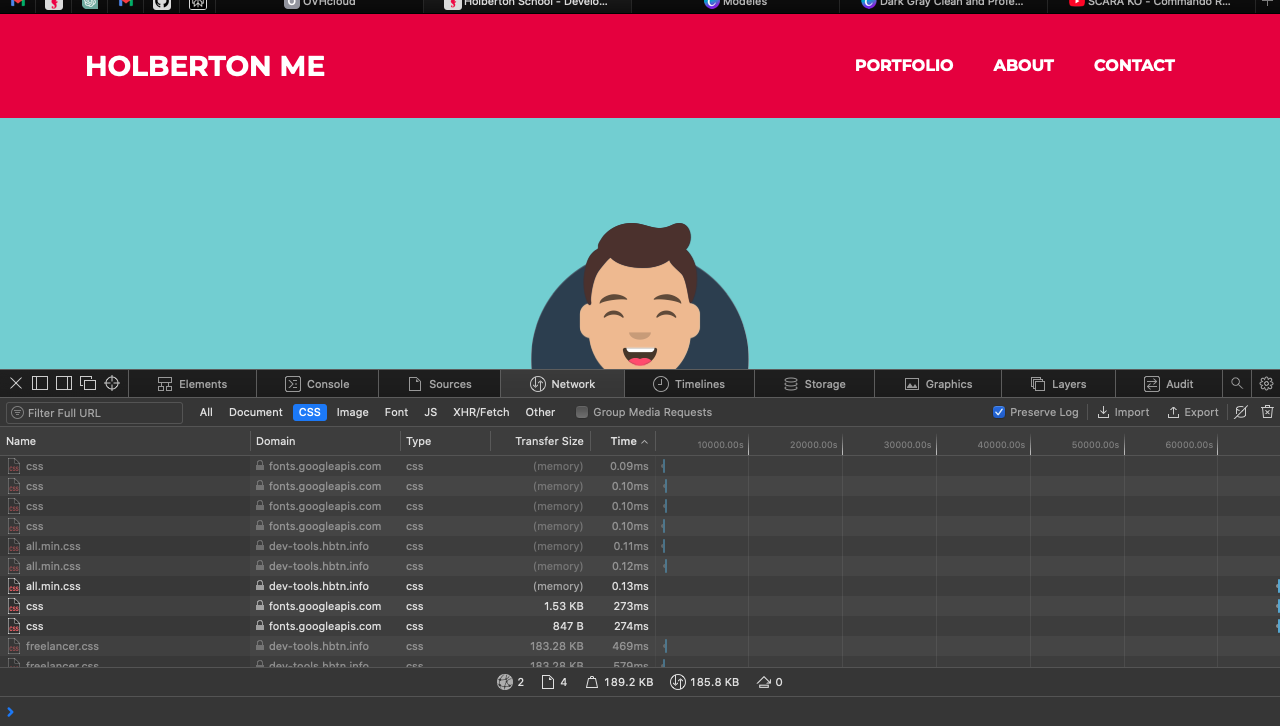 OVHcloud Holberton School - Develo... Modèles Dark Gray Clean and Profe... SCARA KO - Commando R...
HOLBERTON ME PORTFOLIO ABOUT CONTACT
Elements Console Sources Network Timelines Storage Graphics Layers Audit
Filter Full URL All Document CSS Image Font JS XHR/Fetch Other Group Media Requests Preserve Log Import Export
Name Domain Type Transfer Size Time 10000.00s 20000.00s 30000.00s 40000.00s 50000.00s 60000.00s
css fonts.googleapis.com css (memory) 0.09ms
css fonts.googleapis.com css (memory) 0.10ms
css fonts.googleapis.com css (memory) 0.10ms
css fonts.googleapis.com css (memory) 0.10ms
all.min.css dev-tools.hbtn.info css (memory) 0.11ms
all.min.css dev-tools.hbtn.info css (memory) 0.12ms
all.min.css dev-tools.hbtn.info css (memory) 0.13ms
css fonts.googleapis.com css 1.53 KB 273ms
css fonts.googleapis.com css 847 B 274ms
freelancer.css dev-tools.hbtn.info css 183.28 KB 469ms
freelancer.css dev-tools.hbtn.info css 183.28 KB 579ms
2 4 189.2 KB 185.8 KB 0